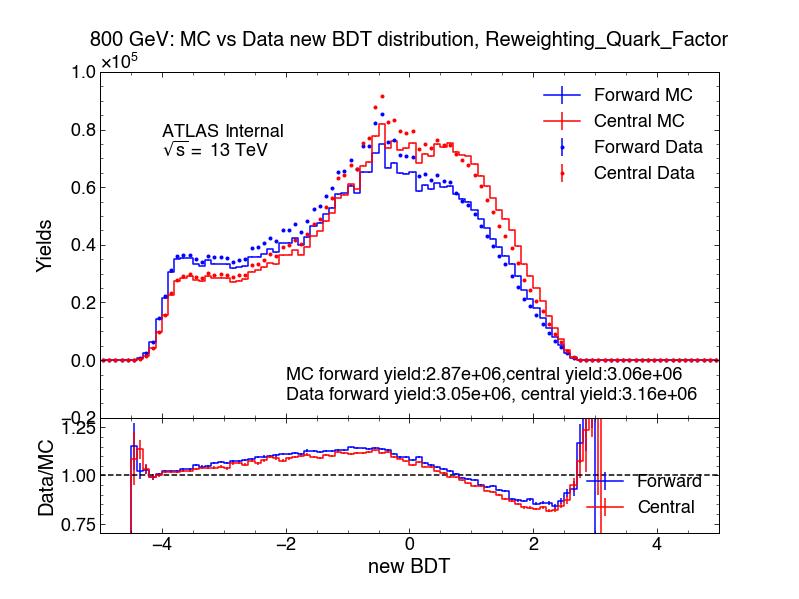 800 GeV: MC vs Data new BDT distribution, Reweighting_Quark_Factor
×10⁵
1.0
0.8
0.6
0.4
0.2
0.0
−0.2
Yields
ATLAS Internal
√s = 13 TeV
Forward MC
Central MC
Forward Data
Central Data
MC forward yield:2.87e+06,central yield:3.06e+06
Data forward yield:3.05e+06, central yield:3.16e+06
1.25
1.00
0.75
Data/MC
Forward
Central
−4 −2 0 2 4
new BDT